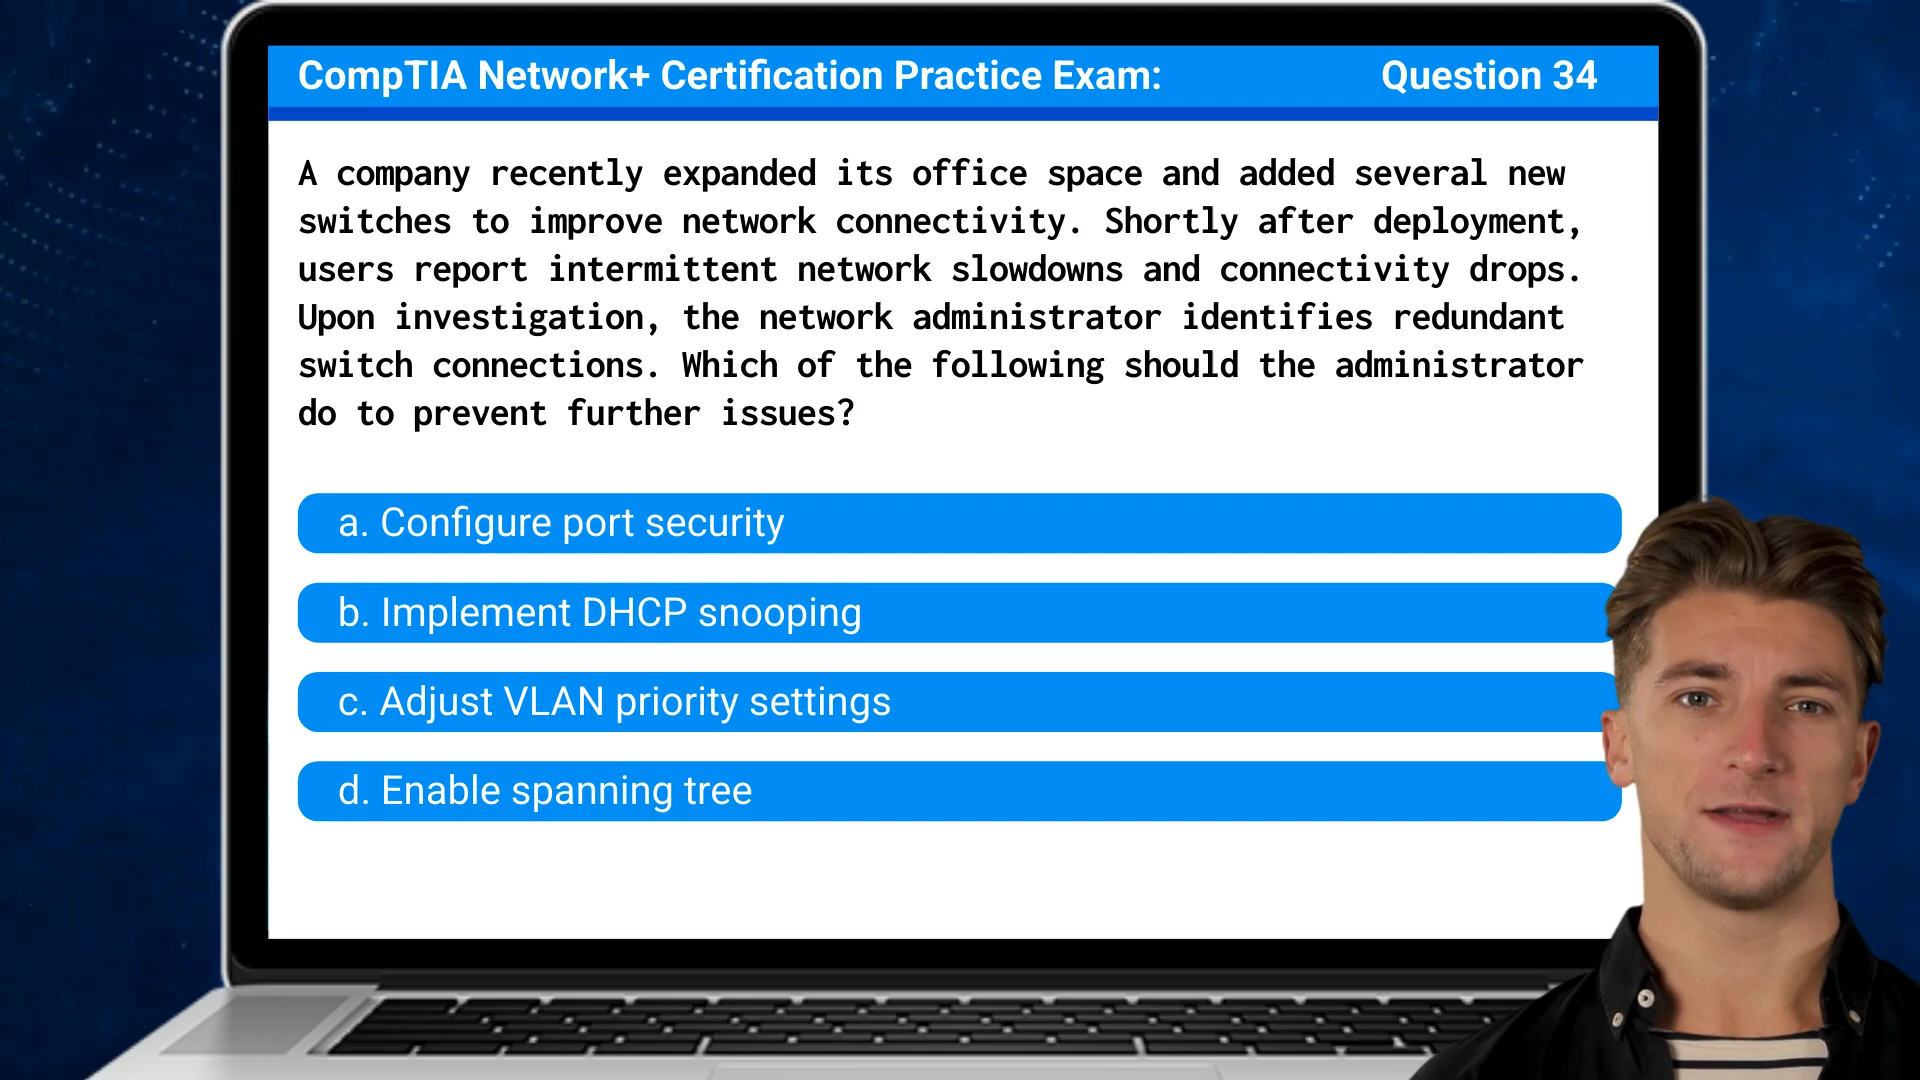 CompTIA Network+ Certification Practice Exam: Question 34
A company recently expanded its office space and added several new
switches to improve network connectivity. Shortly after deployment,
users report intermittent network slowdowns and connectivity drops.
Upon investigation, the network administrator identifies redundant
switch connections. Which of the following should the administrator
do to prevent further issues?
a. Configure port security
b. Implement DHCP snooping
c. Adjust VLAN priority settings
d. Enable spanning tree